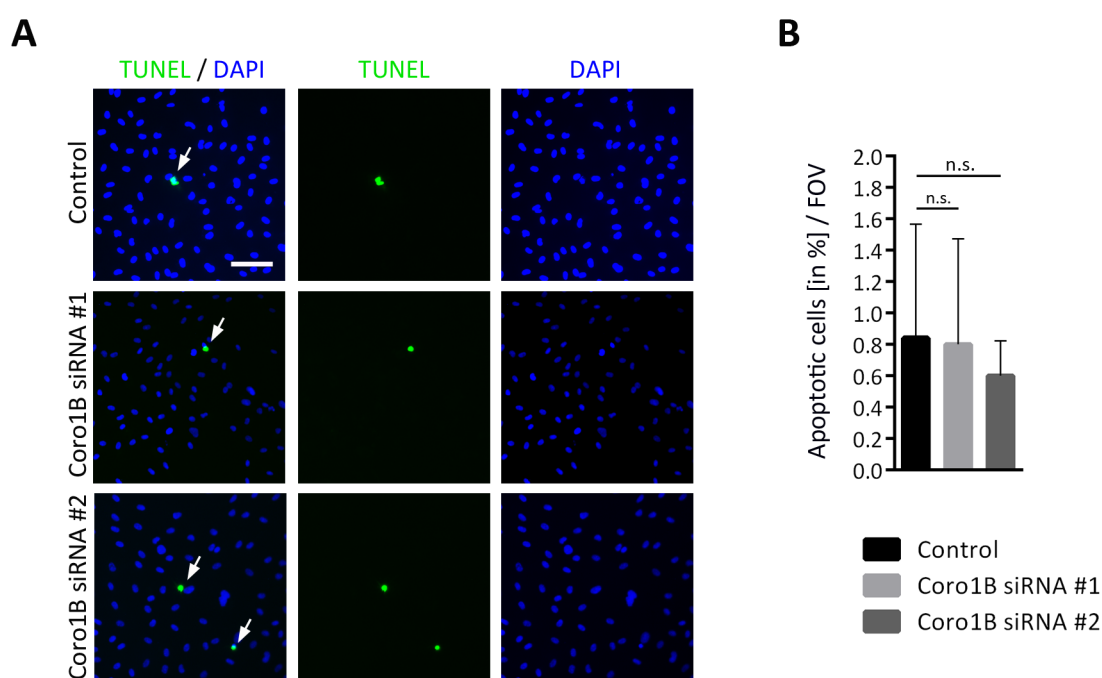 A
TUNEL / DAPI
TUNEL
DAPI
Control
Coro1B siRNA #1
Coro1B siRNA #2
B
Apoptotic cells [in %] / FOV
2.0
1.8
1.6
1.4
1.2
1.0
0.8
0.6
0.4
0.2
0.0
n.s.
n.s.
Control
Coro1B siRNA #1
Coro1B siRNA #2